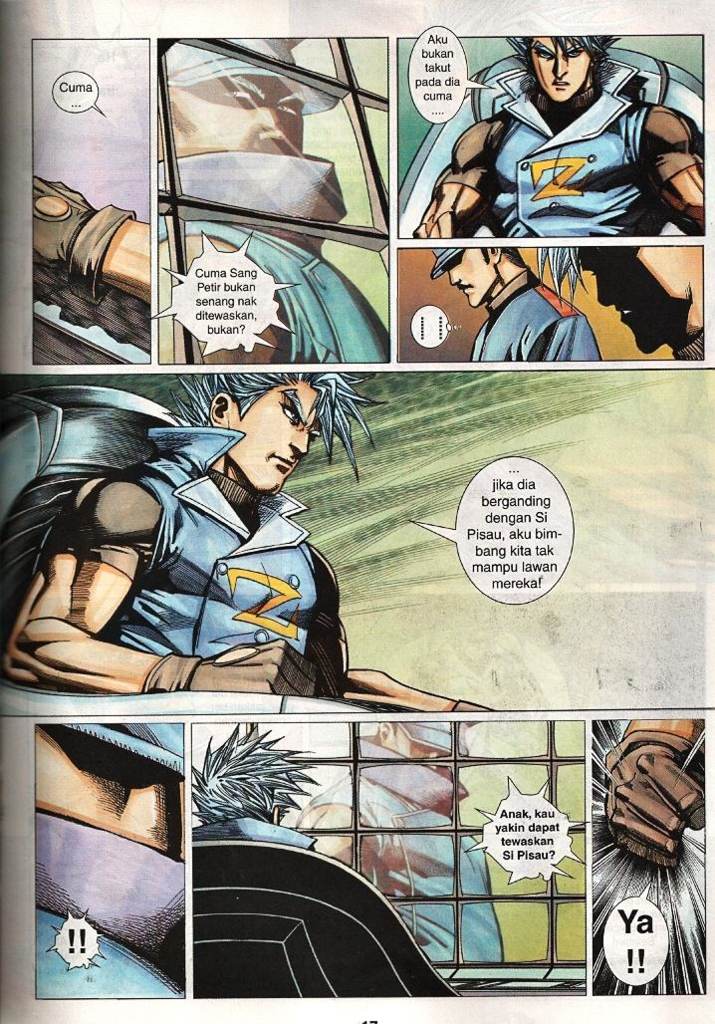 Cuma
...
Cuma Sang
Petir bukan
senang nak
ditewaskan,
bukan?
Aku
bukan
takut
pada dia
cuma
....
!!
Z
...
jika dia
berganding
dengan Si
Pisau, aku bim-
bang kita tak
mampu lawan
mereka!
Z
!!
Anak, kau
yakin dapat
tewaskan
Si Pisau?
Ya
!!
17